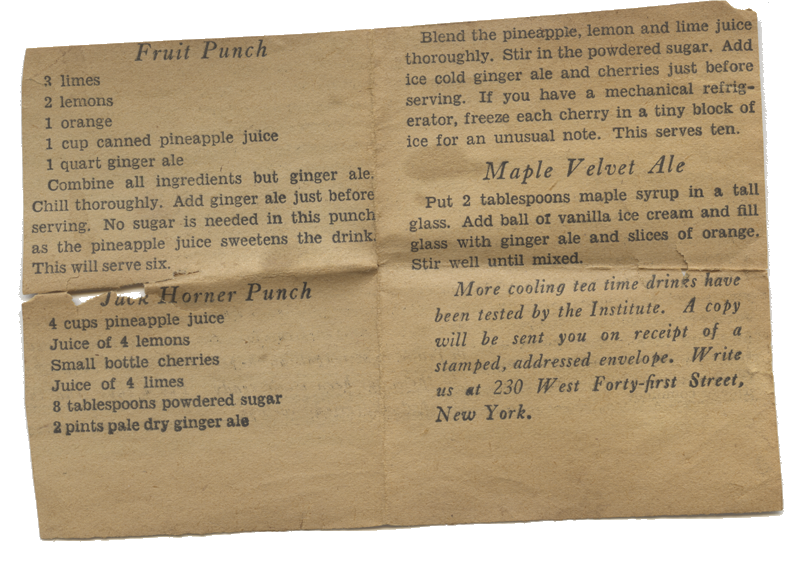 Fruit Punch
3 limes
2 lemons
1 orange
1 cup canned pineapple juice
1 quart ginger ale
Combine all ingredients but ginger ale.
Chill thoroughly. Add ginger ale just before
serving. No sugar is needed in this punch
as the pineapple juice sweetens the drink.
This will serve six.
Jack Horner Punch
4 cups pineapple juice
Juice of 4 lemons
Small bottle cherries
Juice of 4 limes
8 tablespoons powdered sugar
2 pints pale dry ginger ale
Blend the pineapple, lemon and lime juice
thoroughly. Stir in the powdered sugar. Add
ice cold ginger ale and cherries just before
serving. If you have a mechanical refrig-
erator, freeze each cherry in a tiny block of
ice for an unusual note. This serves ten.
Maple Velvet Ale
Put 2 tablespoons maple syrup in a tall
glass. Add ball of vanilla ice cream and fill
glass with ginger ale and slices of orange.
Stir well until mixed.
More cooling tea time drinks have
been tested by the Institute. A copy
will be sent you on receipt of a
stamped, addressed envelope. Write
us at 230 West Forty-first Street,
New York.